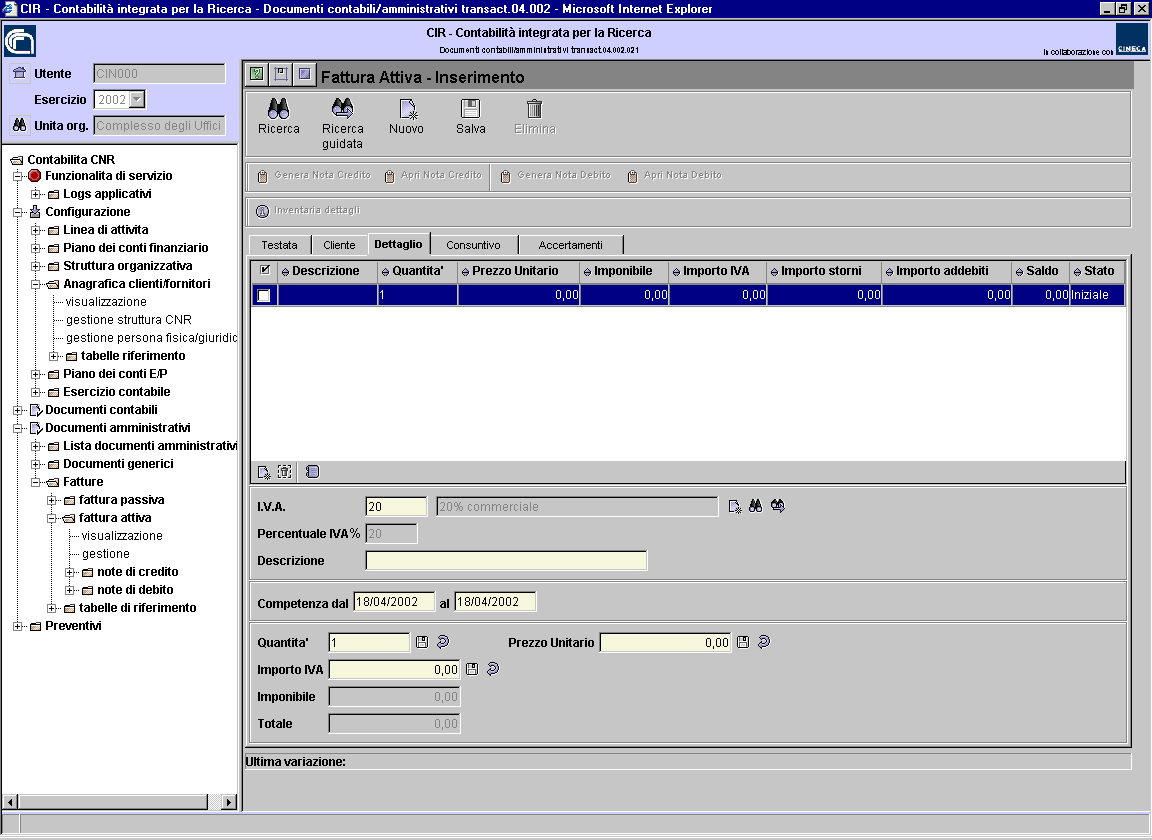 CIR - Contabilità integrata per la Ricerca - Documenti contabili/amministrativi transact.04.002 - Microsoft Internet Explorer
CIR - Contabilità integrata per la Ricerca
Documenti contabili/amministrativi transact.04.002.021
In collaborazione con
CINECA
Utente CIN000
Esercizio 2002
Unita org. Complesso degli Uffici
Contabilita CNR
Funzionalita di servizio
Logs applicativi
Configurazione
Linea di attivita
Piano dei conti finanziario
Struttura organizzativa
Anagrafica clienti/fornitori
visualizzazione
gestione struttura CNR
gestione persona fisica/giuridic
tabelle riferimento
Piano dei conti E/P
Esercizio contabile
Documenti contabili
Documenti amministrativi
Lista documenti amministrativi
Documenti generici
Fatture
fattura passiva
fattura attiva
visualizzazione
gestione
note di credito
note di debito
tabelle di riferimento
Preventivi
Fattura Attiva - Inserimento
Ricerca Ricerca guidata Nuovo Salva Elimina
Genera Nota Credito Apri Nota Credito Genera Nota Debito Apri Nota Debito
Inventaria dettagli
Testata Cliente Dettaglio Consuntivo Accertamenti
Descrizione Quantita' Prezzo Unitario Imponibile Importo IVA Importo storni Importo addebiti Saldo Stato
1 0,00 0,00 0,00 0,00 0,00 0,00 Iniziale
I.V.A. 20 20% commerciale
Percentuale IVA% 20
Descrizione
Competenza dal 18/04/2002 al 18/04/2002
Quantita' 1 Prezzo Unitario 0,00
Importo IVA 0,00
Imponibile 0,00
Totale 0,00
Ultima variazione: